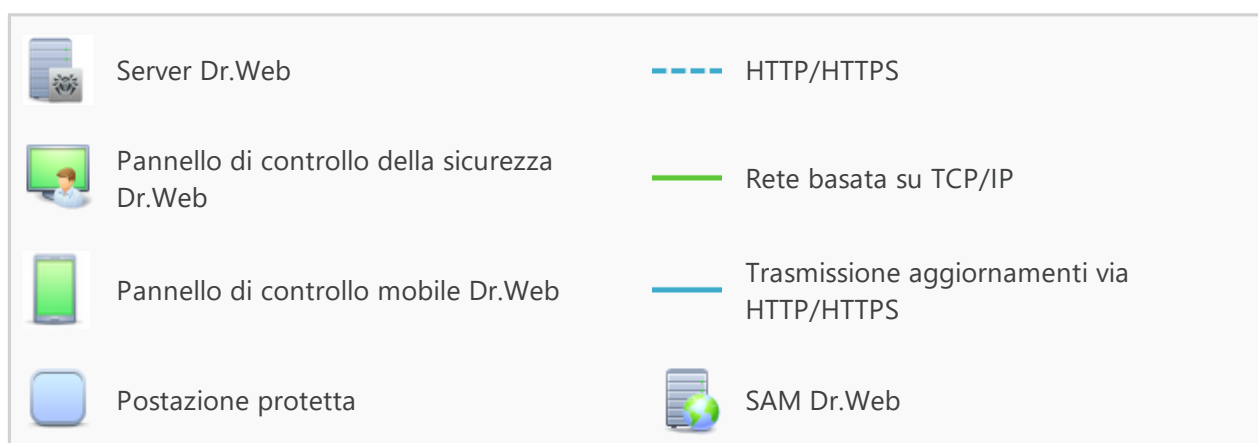 Server Dr.Web
HTTP/HTTPS
Pannello di controllo della sicurezza
Dr.Web
Rete basata su TCP/IP
Pannello di controllo mobile Dr.Web
Trasmissione aggiornamenti via
HTTP/HTTPS
Postazione protetta
SAM Dr.Web